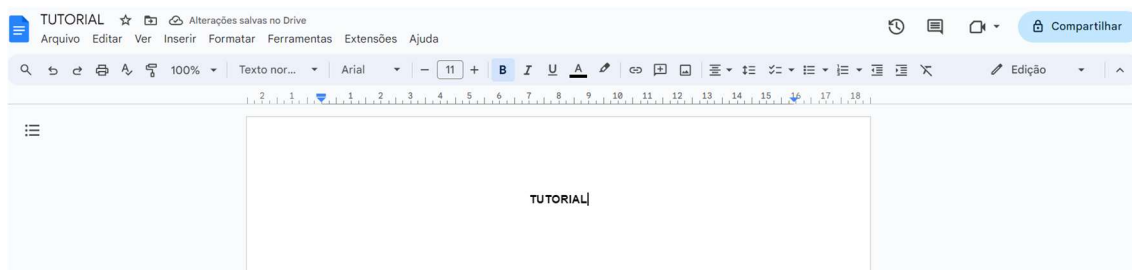 TUTORIAL Alterações salvas no Drive
Arquivo Editar Ver Inserir Formatar Ferramentas Extensões Ajuda
Compartilhar
100% Texto nor... Arial 11 B I U A Edição
2 1 1 2 3 4 5 6 7 8 9 10 11 12 13 14 15 16 17 18
TUTORIAL